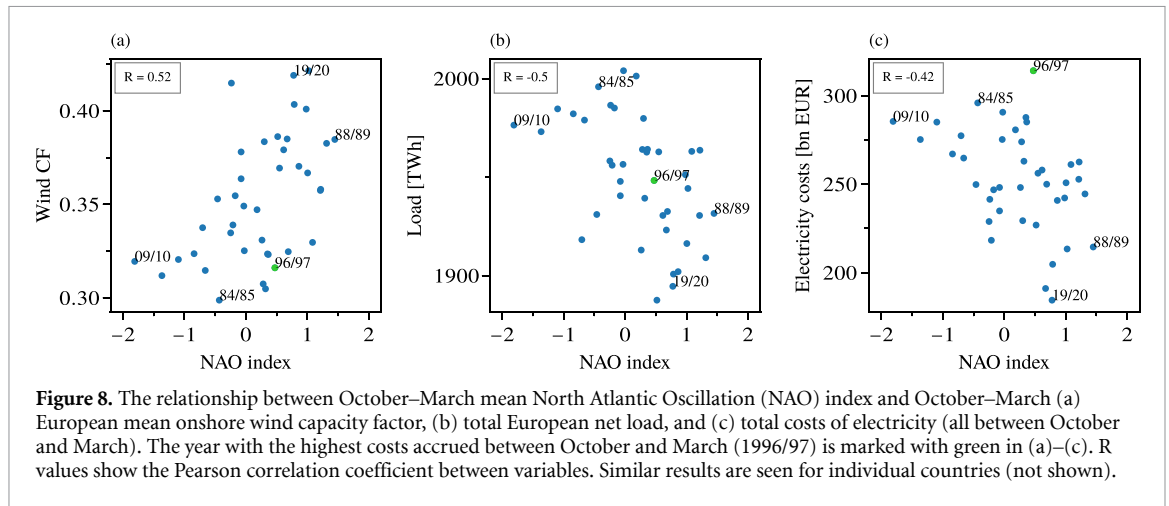 (a)
(b)
(c)
R = 0.52
R = -0.5
R = -0.42
19/20
88/89
09/10
96/97
84/85
84/85
09/10
96/97
88/89
19/20
96/97
84/85
09/10
88/89
19/20
0.40
0.35
0.30
2000
1900
300
250
200
Wind CF
Load [TWh]
Electricity costs [bn EUR]
−2 −1 0 1 2
−2 −1 0 1 2
−2 −1 0 1 2
NAO index
NAO index
NAO index
Figure 8. The relationship between October–March mean North Atlantic Oscillation (NAO) index and October–March (a)
European mean onshore wind capacity factor, (b) total European net load, and (c) total costs of electricity (all between October
and March). The year with the highest costs accrued between October and March (1996/97) is marked with green in (a)–(c). R
values show the Pearson correlation coefficient between variables. Similar results are seen for individual countries (not shown).